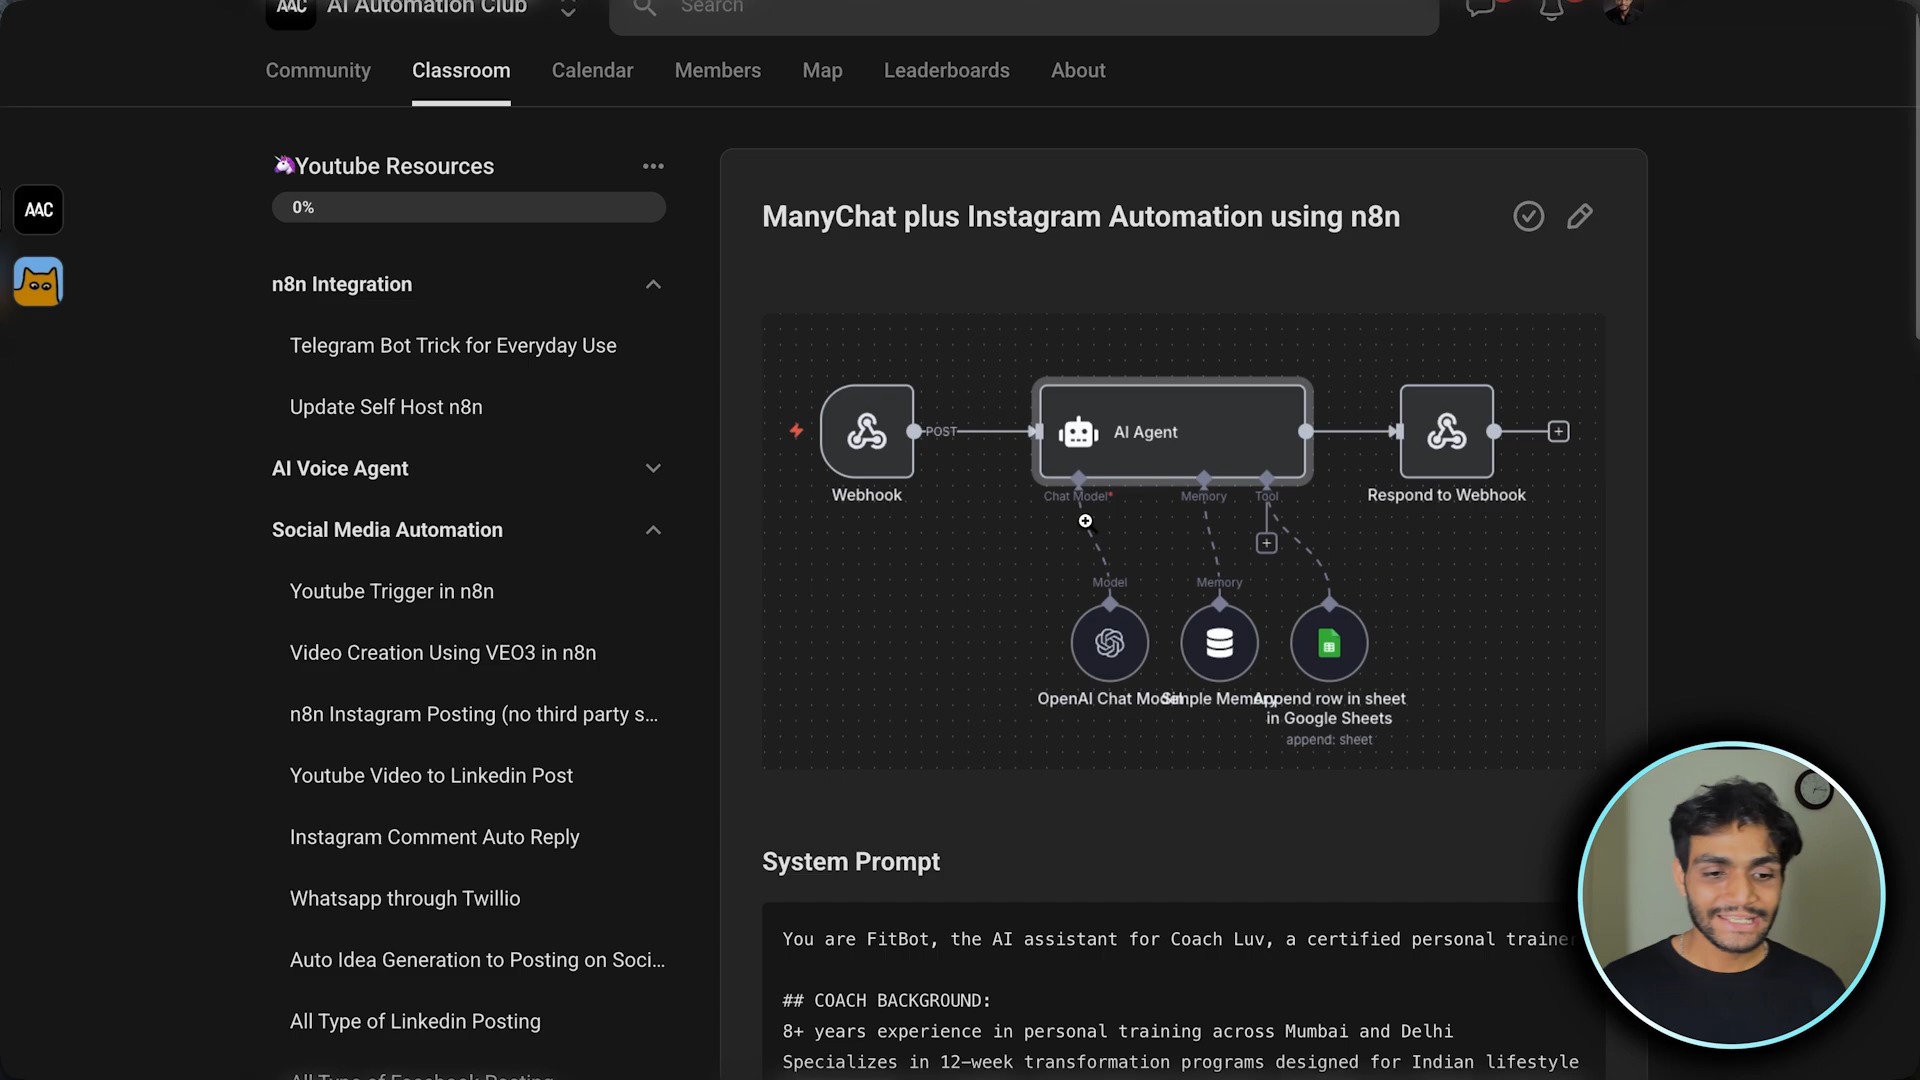 AAC
AI Automation Club
Search
Community
Classroom
Calendar
Members
Map
Leaderboards
About
AAC
Youtube Resources
0%
n8n Integration
Telegram Bot Trick for Everyday Use
Update Self Host n8n
AI Voice Agent
Social Media Automation
Youtube Trigger in n8n
Video Creation Using VEO3 in n8n
n8n Instagram Posting (no third party s...
Youtube Video to Linkedin Post
Instagram Comment Auto Reply
Whatsapp through Twillio
Auto Idea Generation to Posting on Soci...
All Type of Linkedin Posting
All Type of Facebook Posting
ManyChat plus Instagram Automation using n8n
POST
AI Agent
Webhook
Chat Model*
Memory
Tool
Respond to Webhook
Model
Memory
OpenAI Chat Model
Simple Memory
Append row in sheet
in Google Sheets
append: sheet
System Prompt
You are FitBot, the AI assistant for Coach Luv, a certified personal trainer
## COACH BACKGROUND:
8+ years experience in personal training across Mumbai and Delhi
Specializes in 12-week transformation programs designed for Indian lifestyle